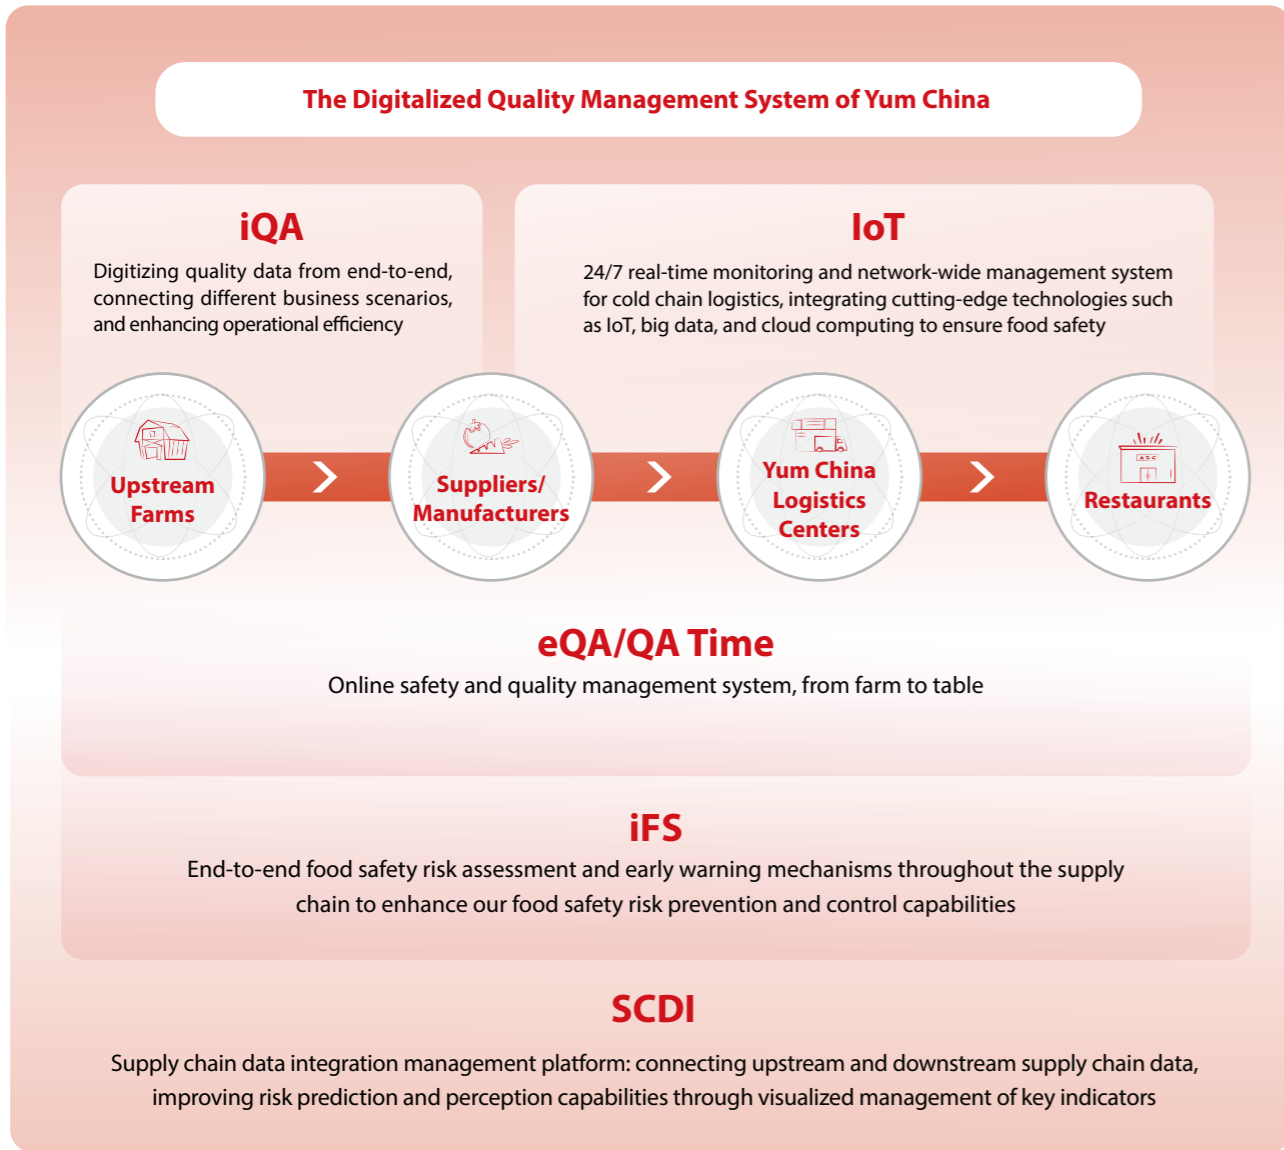 The Digitalized Quality Management System of Yum China
iQA
Digitizing quality data from end-to-end,
connecting different business scenarios,
and enhancing operational efficiency
IoT
24/7 real-time monitoring and network-wide management system
for cold chain logistics, integrating cutting-edge technologies such
as IoT, big data, and cloud computing to ensure food safety
Upstream
Farms
Suppliers/
Manufacturers
Yum China
Logistics
Centers
Restaurants
eQA/QA Time
Online safety and quality management system, from farm to table
iFS
End-to-end food safety risk assessment and early warning mechanisms throughout the supply
chain to enhance our food safety risk prevention and control capabilities
SCDI
Supply chain data integration management platform: connecting upstream and downstream supply chain data,
improving risk prediction and perception capabilities through visualized management of key indicators